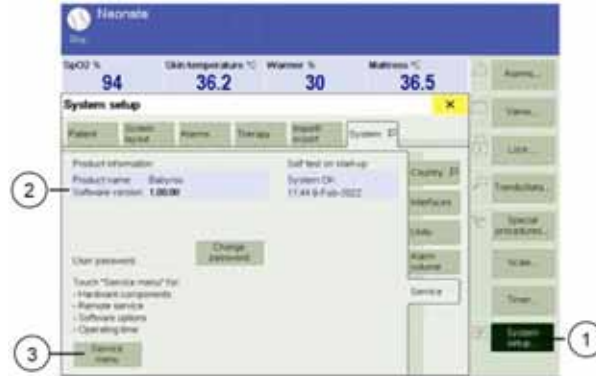 Neonate
SpO2 %
Skin temperature °C
Warmer %
Mattress °C
94
36.2
30
36.5
System setup
×
Patient
System
layout
Alarms
Therapy
Import/
export
System
Product information
Product name
Babyroo
Software version
1.00.00
Self test on start-up
System OK
11:44 9-Feb-2022
Country
Interfaces
Units
Alarm
volume
Service
User password
Change
password
Touch "Service menu" for:
- Hardware components
- Remote service
- Software options
- Operating time
Service
menu
Alarms...
Views...
Trends/data...
Special
procedures...
Scale...
Timer...
System
setup...
1
2
3